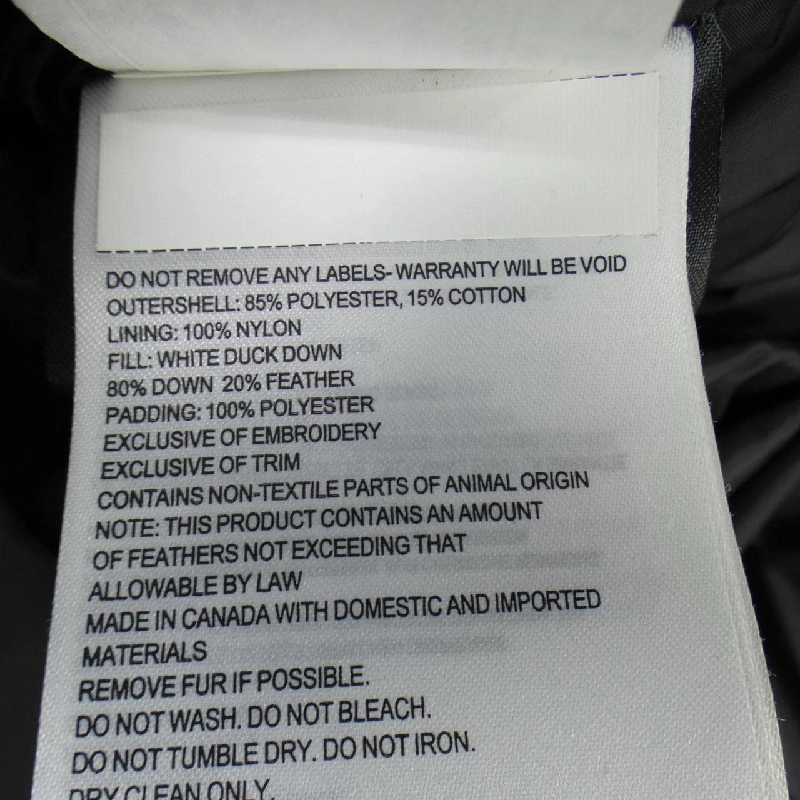 DO NOT REMOVE ANY LABELS- WARRANTY WILL BE VOID
OUTERSHELL: 85% POLYESTER, 15% COTTON
LINING: 100% NYLON
FILL: WHITE DUCK DOWN
80% DOWN 20% FEATHER
PADDING: 100% POLYESTER
EXCLUSIVE OF EMBROIDERY
EXCLUSIVE OF TRIM
CONTAINS NON-TEXTILE PARTS OF ANIMAL ORIGIN
NOTE: THIS PRODUCT CONTAINS AN AMOUNT
OF FEATHERS NOT EXCEEDING THAT
ALLOWABLE BY LAW
MADE IN CANADA WITH DOMESTIC AND IMPORTED
MATERIALS
REMOVE FUR IF POSSIBLE.
DO NOT WASH. DO NOT BLEACH.
DO NOT TUMBLE DRY. DO NOT IRON.
DRY CLEAN ONLY.